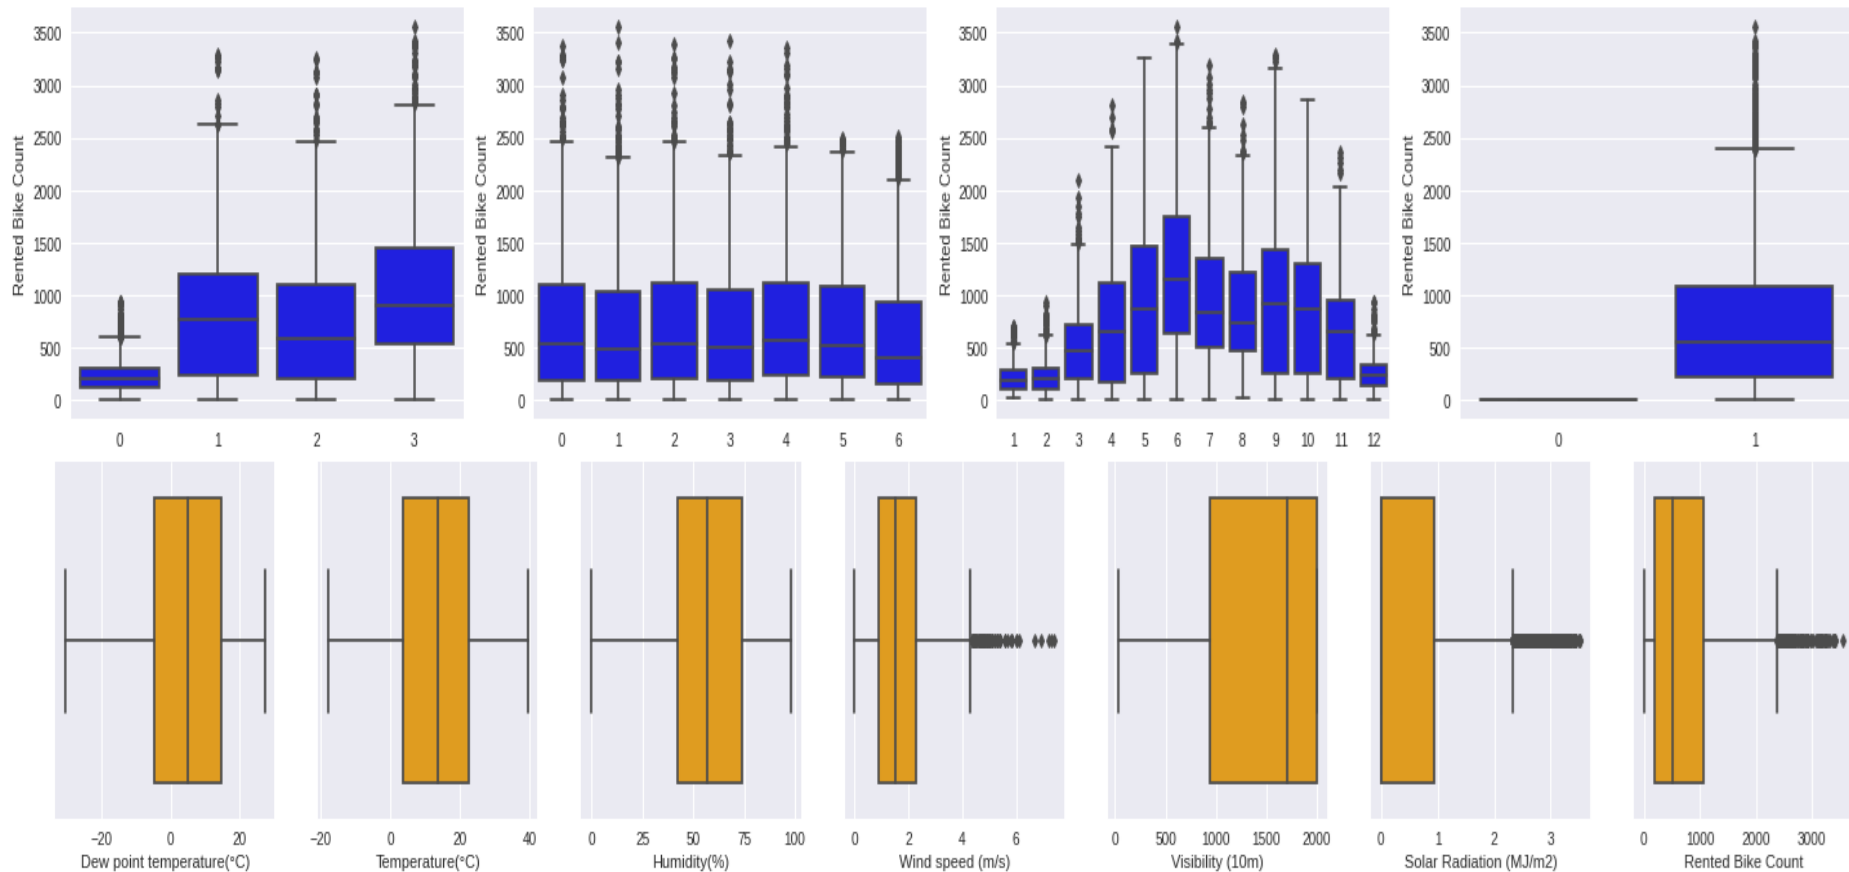 Rented Bike Count
3500
3000
2500
2000
1500
1000
500
0
0 1 2 3
Rented Bike Count
3500
3000
2500
2000
1500
1000
500
0
0 1 2 3 4 5 6
Rented Bike Count
3500
3000
2500
2000
1500
1000
500
0
1 2 3 4 5 6 7 8 9 10 11 12
Rented Bike Count
3500
3000
2500
2000
1500
1000
500
0
0 1
−20 0 20
Dew point temperature(°C)
−20 0 20 40
Temperature(°C)
0 25 50 75 100
Humidity(%)
0 2 4 6
Wind speed (m/s)
0 500 1000 1500 2000
Visibility (10m)
0 1 2 3
Solar Radiation (MJ/m2)
0 1000 2000 3000
Rented Bike Count